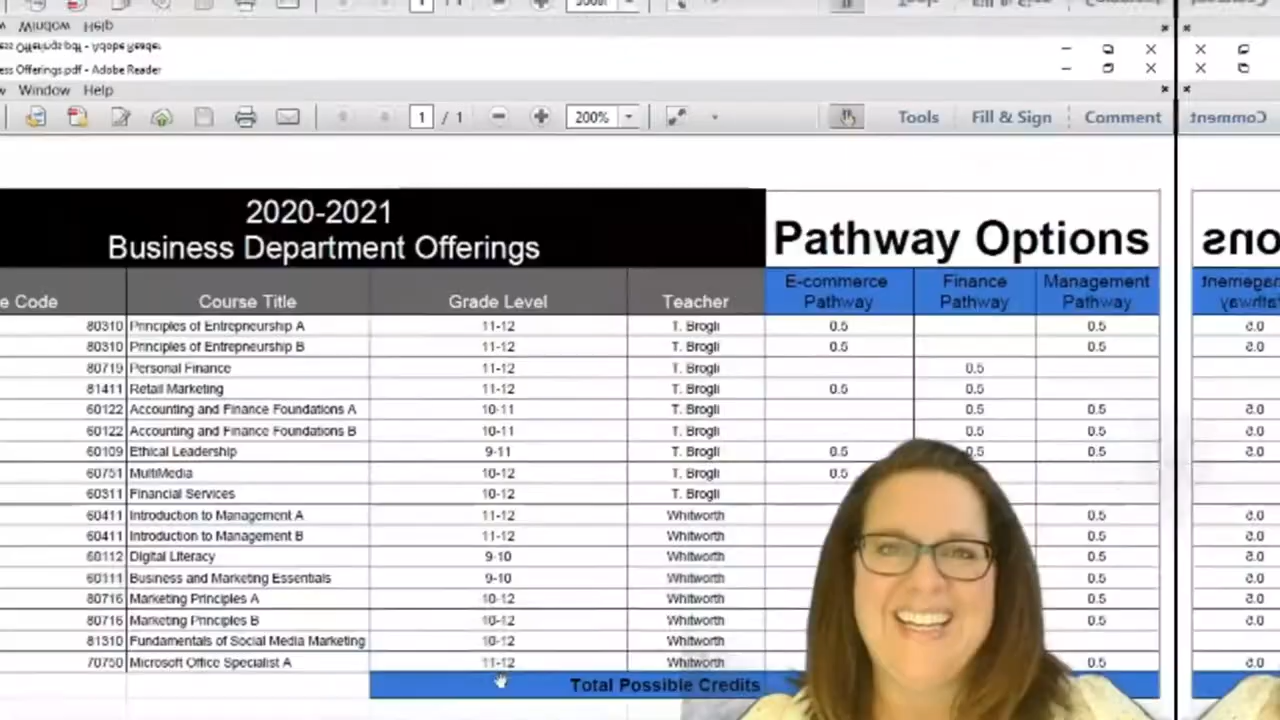 Window Help
ess Offerings.pdf - Adobe Reader
ess Offerings.pdf - Adobe Reader
w Window Help
1 / 1 200% Tools Fill & Sign Comment
2020-2021
Business Department Offerings
Pathway Options
e Code Course Title Grade Level Teacher E-commerce Pathway Finance Pathway Management Pathway
80310 Principles of Entrepreneurship A 11-12 T. Brogli 0.5 0.5
80310 Principles of Entrepneurship B 11-12 T. Brogli 0.5 0.5
80719 Personal Finance 11-12 T. Brogli 0.5
81411 Retail Marketing 11-12 T. Brogli 0.5 0.5
60122 Accounting and Finance Foundations A 10-11 T. Brogli 0.5 0.5
60122 Accounting and Finance Foundations B 10-11 T. Brogli 0.5 0.5
60109 Ethical Leadership 9-11 T. Brogli 0.5 0.5 0.5
60751 MultiMedia 10-12 T. Brogli 0.5
60311 Financial Services 10-12 T. Brogli
60411 Introduction to Management A 11-12 Whitworth 0.5
60411 Introduction to Management B 11-12 Whitworth 0.5
60112 Digital Literacy 9-10 Whitworth 0.5
60111 Business and Marketing Essentials 9-10 Whitworth 0.5
80716 Marketing Principles A 10-12 Whitworth 0.5
80716 Marketing Principles B 10-12 Whitworth 0.5
81310 Fundamentals of Social Media Marketing 10-12 Whitworth
70750 Microsoft Office Specialist A 11-12 Whitworth 0.5
Total Possible Credits